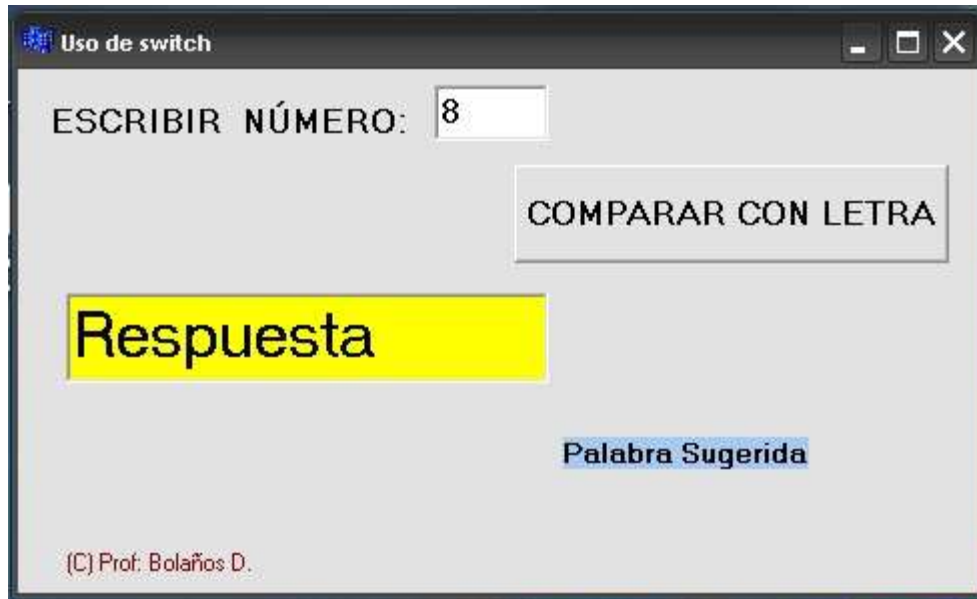 Uso de switch
ESCRIBIR NÚMERO: 8
COMPARAR CON LETRA
Respuesta
Palabra Sugerida
(C) Prof: Bolaños D.